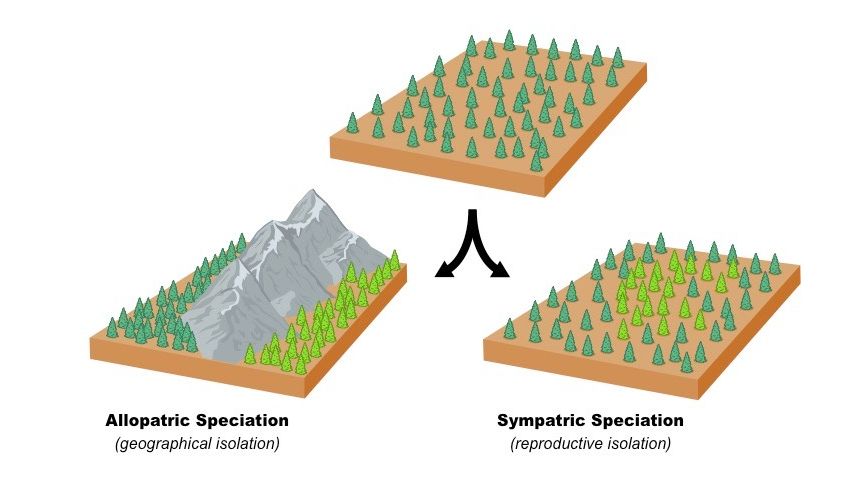 Allopatric Speciation
(geographical isolation)
Sympatric Speciation
(reproductive isolation)